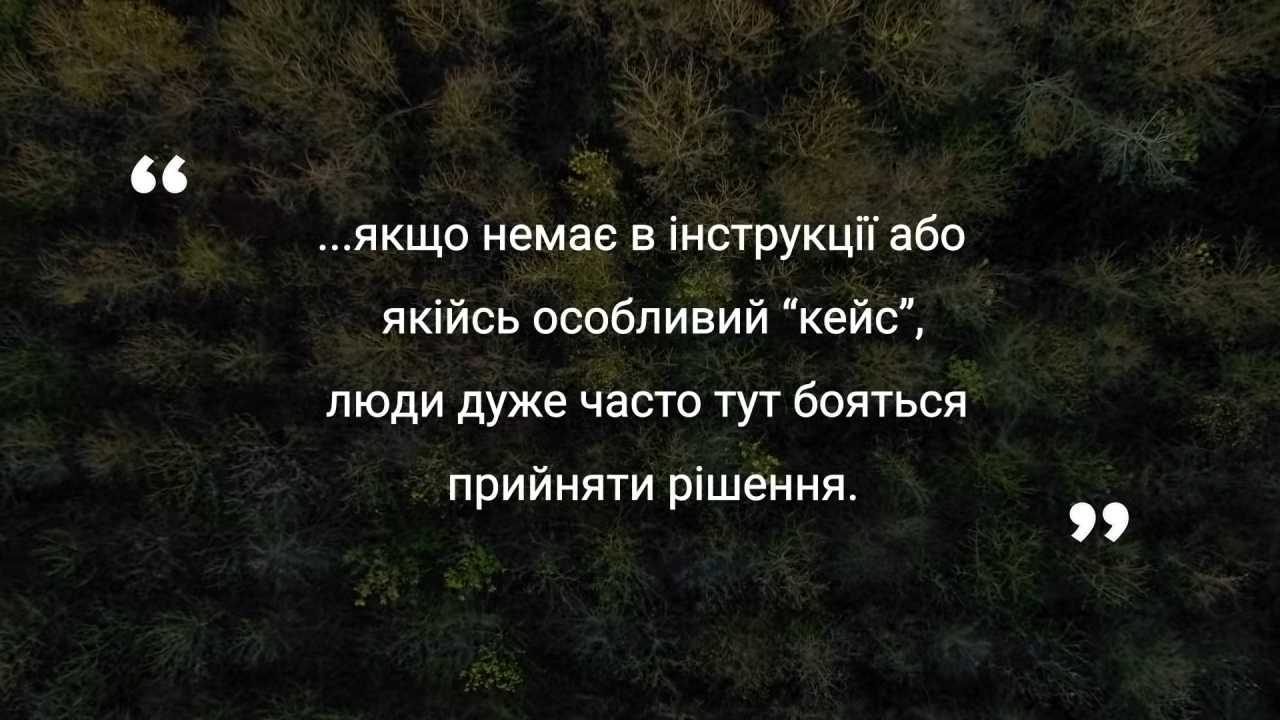 “
...якщо немає в інструкції або
якійсь особливий “кейс”,
люди дуже часто тут бояться
прийняти рішення.
”